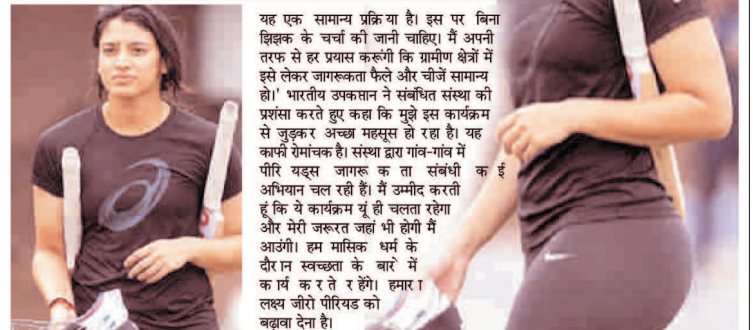 यह एक सामान्य प्रक्रिया है। इस पर बिना
झिझक के चर्चा की जानी चाहिए। मैं अपनी
तरफ से हर प्रयास करूंगी कि ग्रामीण क्षेत्रों में
इसे लेकर जागरूकता फैले और चीजें सामान्य
हो।' भारतीय उपकप्तान ने संबंधित संस्था की
प्रशंसा करते हुए कहा कि मुझे इस कार्यक्रम
से जुड़कर अच्छा महसूस हो रहा है। यह
काफी रोमांचक है। संस्था द्वारा गांव-गांव में
पीरियड्स जागरूकता संबंधी कई
अभियान चल रही हैं। मैं उम्मीद करती
हूं कि ये कार्यक्रम यूं ही चलता रहेगा
और मेरी जरूरत जहां भी होगी मैं
आउंगी। हम मासिक धर्म के
दौरान स्वच्छता के बारे में
कार्य करते रहेंगे। हमारा
लक्ष्य जीरो पीरियड को
बढ़ावा देना है।